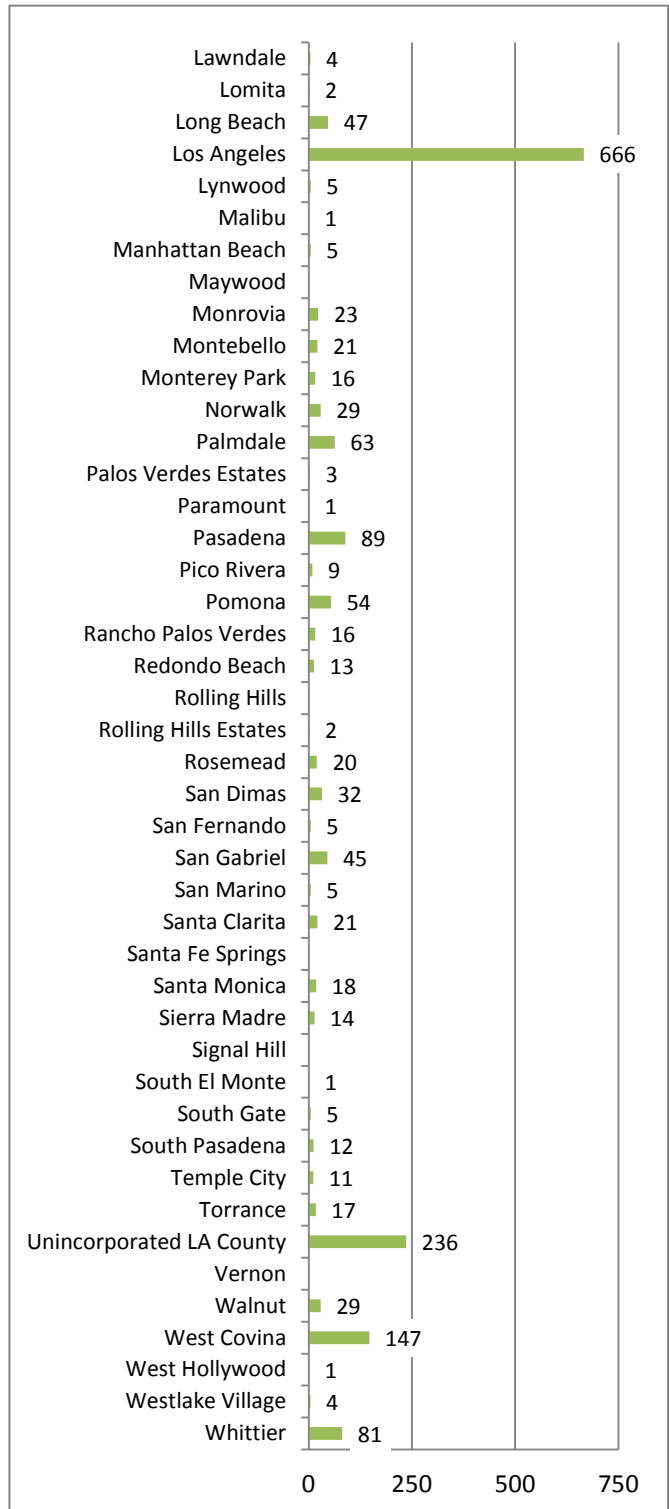 Lawndale 4
Lomita 2
Long Beach 47
Los Angeles 666
Lynwood 5
Malibu 1
Manhattan Beach 5
Maywood
Monrovia 23
Montebello 21
Monterey Park 16
Norwalk 29
Palmdale 63
Palos Verdes Estates 3
Paramount 1
Pasadena 89
Pico Rivera 9
Pomona 54
Rancho Palos Verdes 16
Redondo Beach 13
Rolling Hills
Rolling Hills Estates 2
Rosemead 20
San Dimas 32
San Fernando 5
San Gabriel 45
San Marino 5
Santa Clarita 21
Santa Fe Springs
Santa Monica 18
Sierra Madre 14
Signal Hill
South El Monte 1
South Gate 5
South Pasadena 12
Temple City 11
Torrance 17
Unincorporated LA County 236
Vernon
Walnut 29
West Covina 147
West Hollywood 1
Westlake Village 4
Whittier 81
0 250 500 750